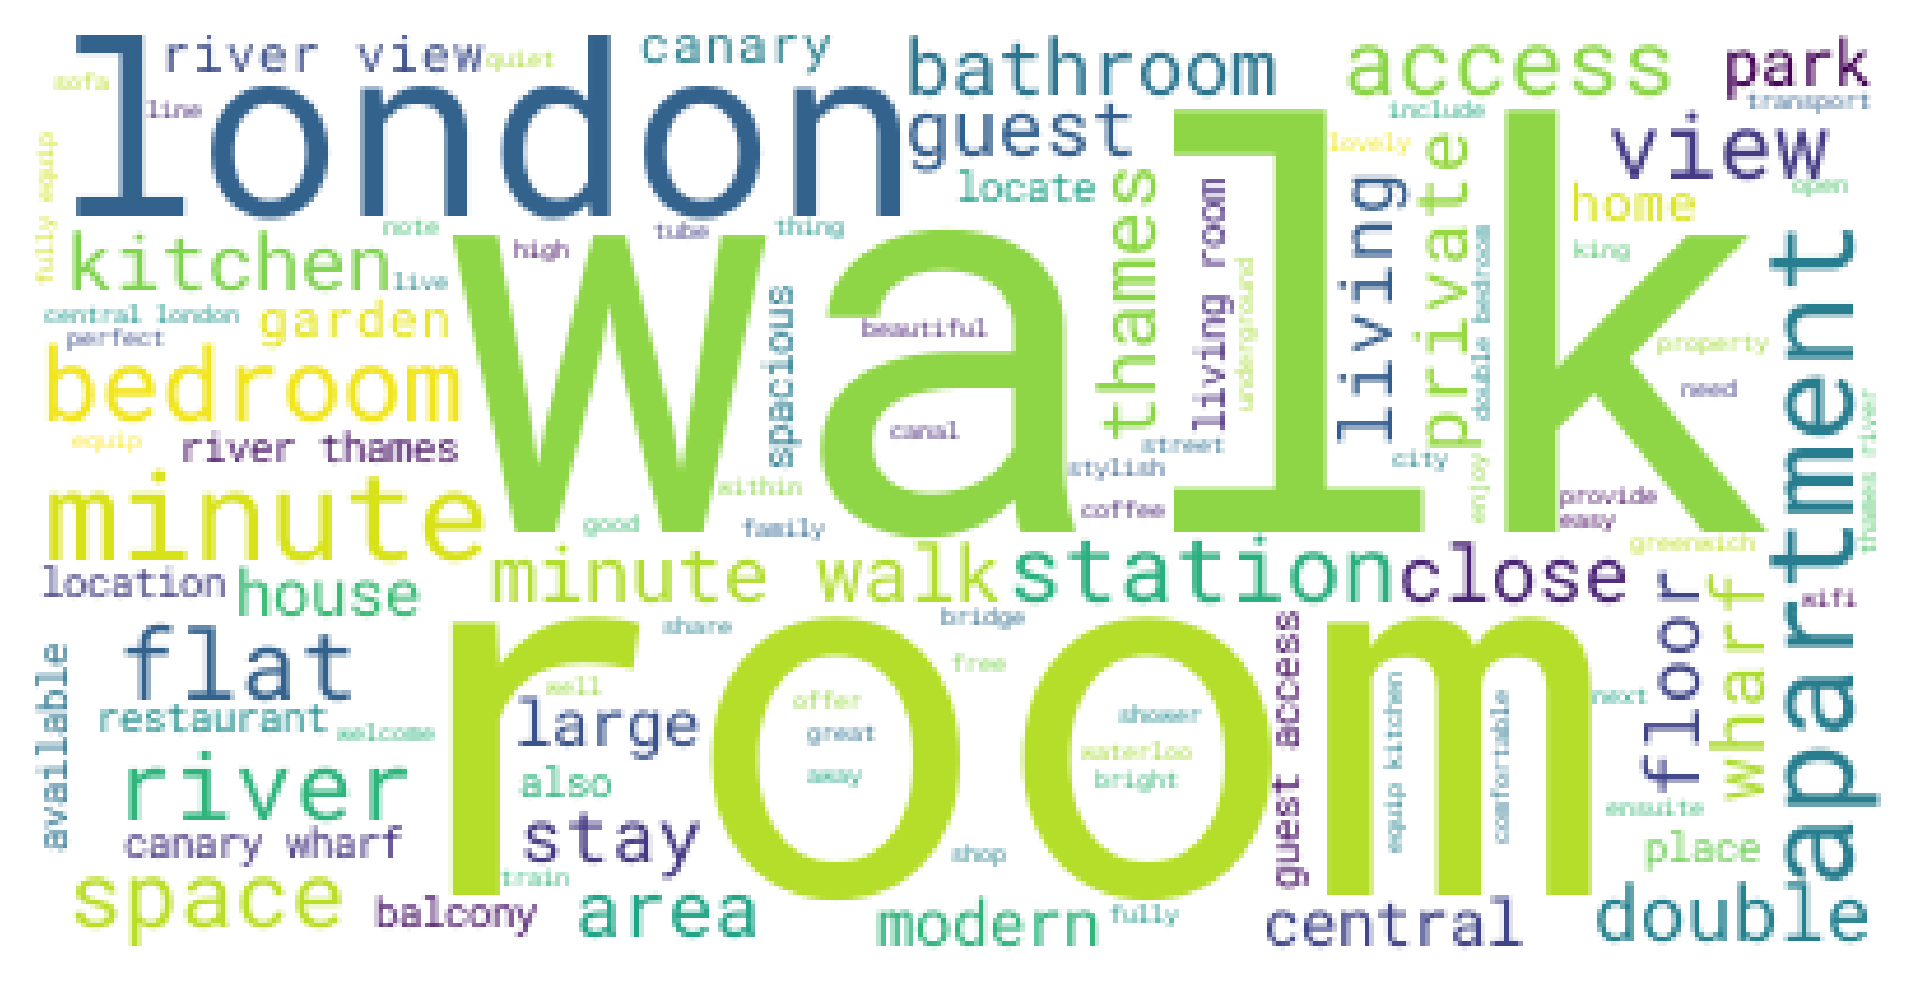 river view
quiet
canary
bathroom
access
park
sofa
line
london
guest
include
transport
fully equip
locate
lovely
view
open
home
note
tube
thing
high
king
kitchen
live
walk
thames
living room
living
private
double bedroom
underground
central london
garden
perfect
spacious
beautiful
property
need
bedroom
equip
river thames
canal
street
stylish
city
enjoy
apartment
thames river
minute
within
good
family
coffee
provide
easy
greenwich
location
house
minute walk
station
close
wifi
flat
share
bridge
free
room
guest access
floor
wharf
available
restaurant
welcome
well
large
offer
great
away
shower
waterloo
bright
equip kitchen
comfortable
next
river
also
canary wharf
stay
shop
ensuite
place
space
balcony
train
area
modern
fully
central
double